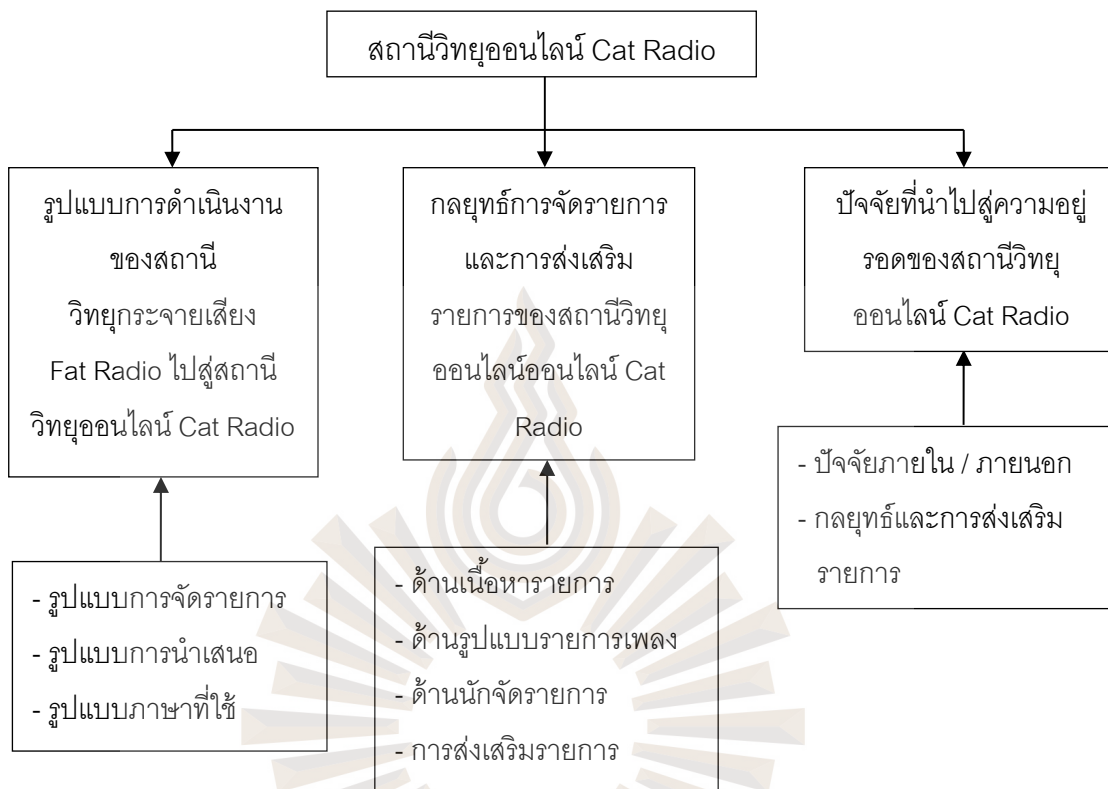 สถานีวิทยุออนไลน์ Cat Radio
รูปแบบการดำเนินงาน
ของสถานี
วิทยุกระจายเสียง
Fat Radio ไปสู่สถานี
วิทยุออนไลน์ Cat Radio
กลยุทธ์การจัดรายการ
และการส่งเสริม
รายการของสถานีวิทยุ
ออนไลน์ออนไลน์ Cat
Radio
ปัจจัยที่นำไปสู่ความอยู่
รอดของสถานีวิทยุ
ออนไลน์ Cat Radio
- รูปแบบการจัดรายการ
- รูปแบบการนำเสนอ
- รูปแบบภาษาที่ใช้
- ด้านเนื้อหารายการ
- ด้านรูปแบบรายการเพลง
- ด้านนักจัดรายการ
- การส่งเสริมรายการ
- ปัจจัยภายใน / ภายนอก
- กลยุทธ์และการส่งเสริม
รายการ